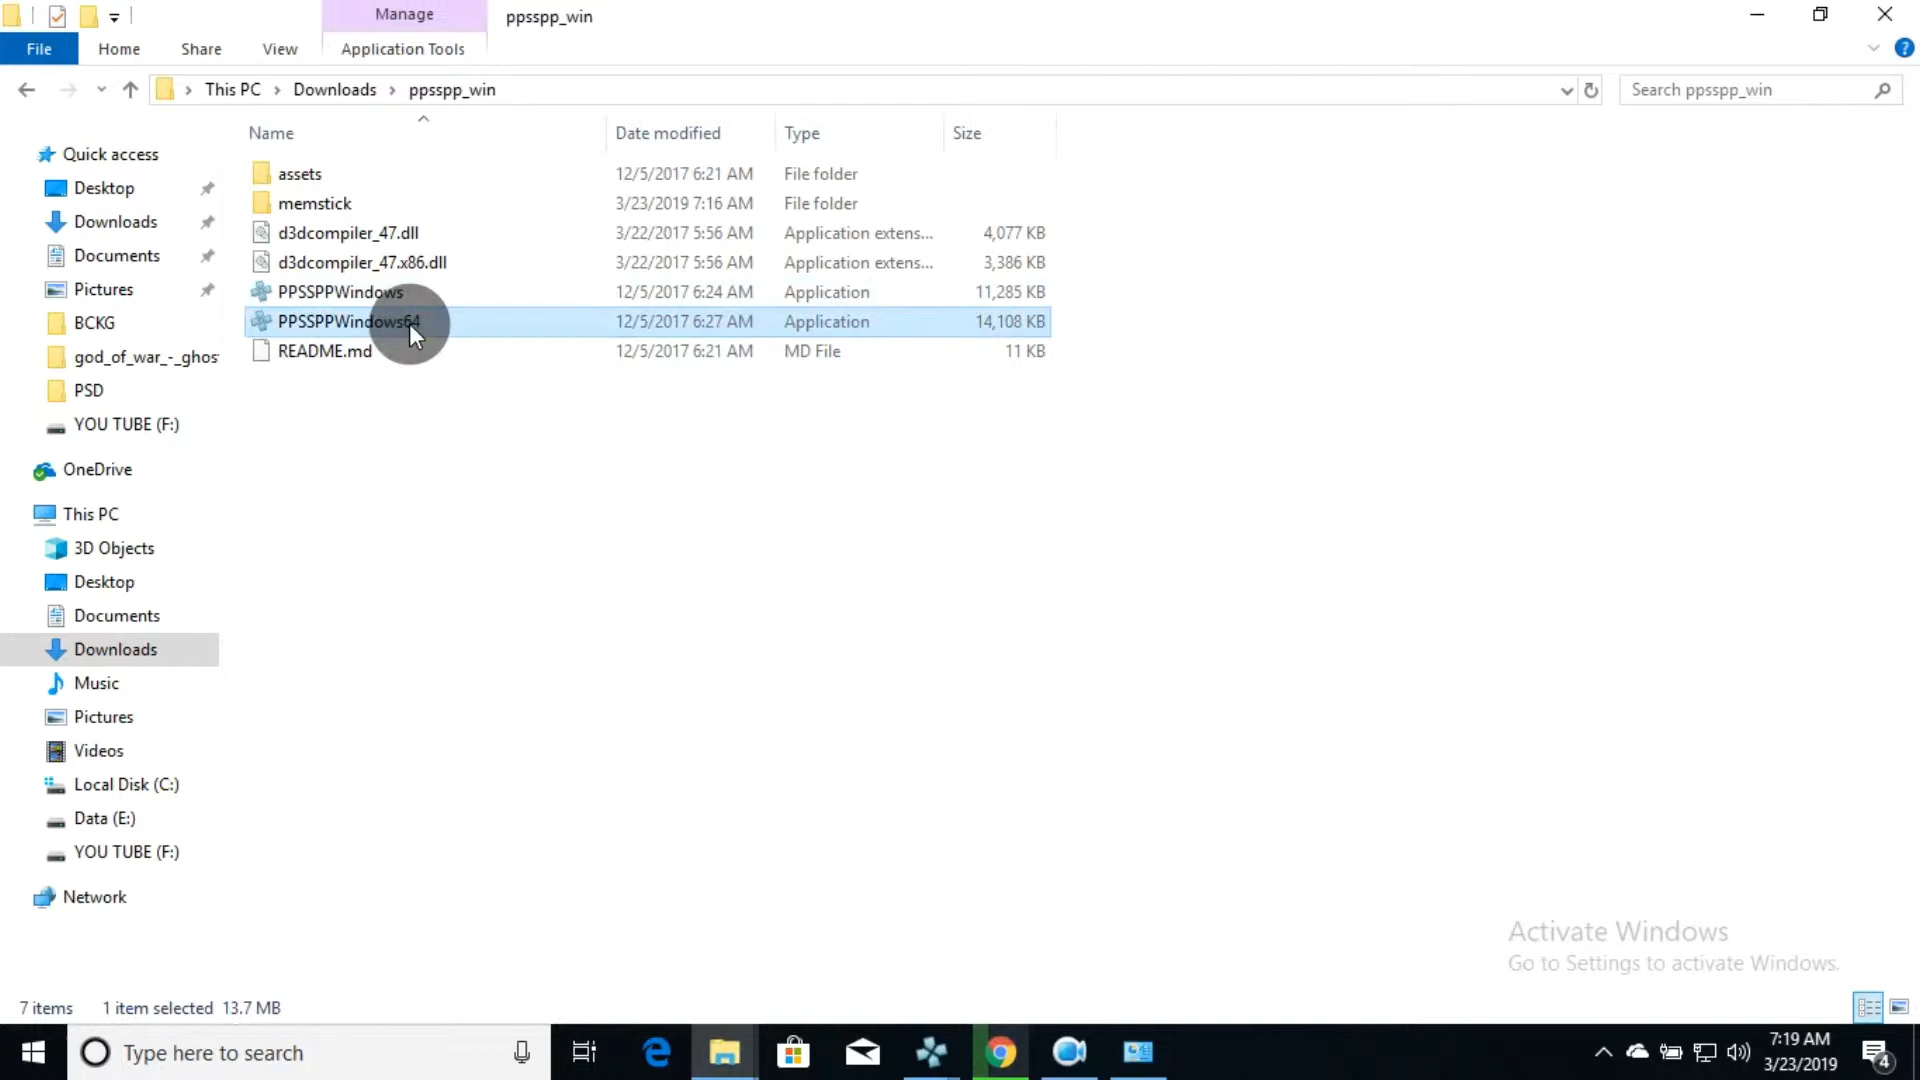 Manage
ppsspp_win
File
Home
Share
View
Application Tools
This PC
Downloads
ppsspp_win
Search ppsspp_win
Name
Date modified
Type
Size
assets
12/5/2017 6:21 AM
File folder
memstick
3/23/2019 7:16 AM
File folder
d3dcompiler_47.dll
3/22/2017 5:56 AM
Application extens...
4,077 KB
d3dcompiler_47.x86.dll
3/22/2017 5:56 AM
Application extens...
3,386 KB
PPSSPPWindows
12/5/2017 6:24 AM
Application
11,285 KB
PPSSPPWindows64
12/5/2017 6:27 AM
Application
14,108 KB
README.md
12/5/2017 6:21 AM
MD File
11 KB
Quick access
Desktop
Downloads
Documents
Pictures
BCKG
god_of_war_-_ghos
PSD
YOU TUBE (F:)
OneDrive
This PC
3D Objects
Desktop
Documents
Downloads
Music
Pictures
Videos
Local Disk (C:)
Data (E:)
YOU TUBE (F:)
Network
Activate Windows
Go to Settings to activate Windows.
7 items
1 item selected 13.7 MB
Type here to search
7:19 AM
3/23/2019
4